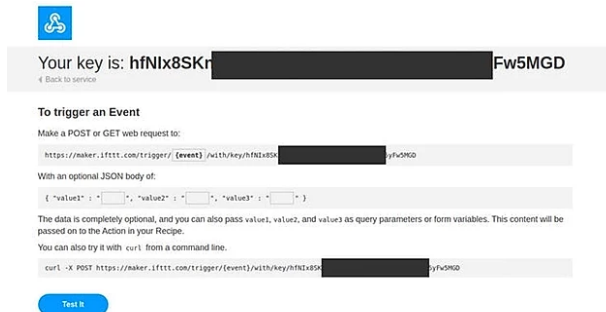 Your key is: hfNIx8SKr Fw5MGD
Back to service
To trigger an Event
Make a POST or GET web request to:
https://maker.ifttt.com/trigger/ {event} /with/key/hfNIx8SK yFw5MGD
With an optional JSON body of:
{ "value1" : " ", "value2" : " ", "value3" : " " }
The data is completely optional, and you can also pass value1, value2, and value3 as query parameters or form variables. This content will be
passed on to the Action in your Recipe.
You can also try it with curl from a command line.
curl -X POST https://maker.ifttt.com/trigger/{event}/with/key/hfNIx8SK 5yFw5MGD
Test It